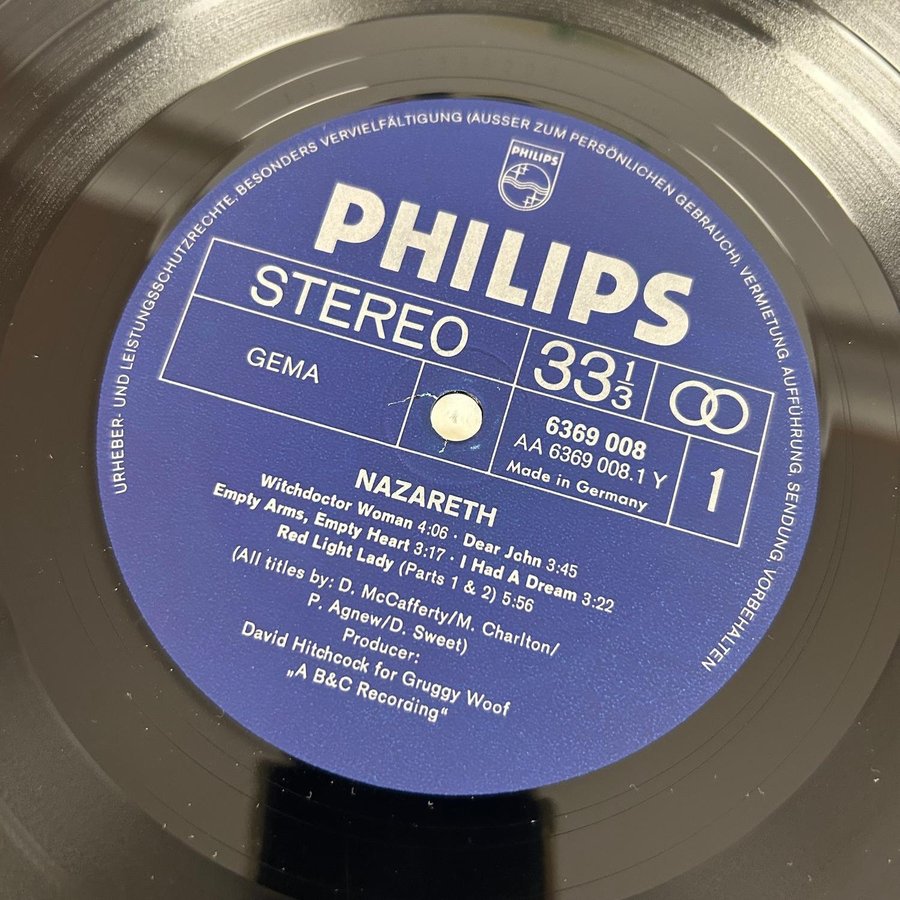 URHEBER- UND LEISTUNGSSCHUTZRECHTE, BESONDERS VERVIELFÄLTIGUNG (AUSSER ZUM PERSÖNLICHEN GEBRAUCH), VERMIETUNG, AUFFÜHRUNG, SENDUNG, VORBEHALTEN
PHILIPS
PHILIPS
STEREO
33 1/3
GEMA
6369 008
AA 6369 008.1 Y
Made in Germany
1
NAZARETH
Witchdoctor Woman 4:06 · Dear John 3:45
Empty Arms, Empty Heart 3:17 · I Had A Dream 3:22
Red Light Lady (Parts 1 & 2) 5:56
(All titles by: D. McCafferty/M. Charlton/
P. Agnew/D. Sweet)
Producer:
David Hitchcock for Gruggy Woof
„A B&C Recording“